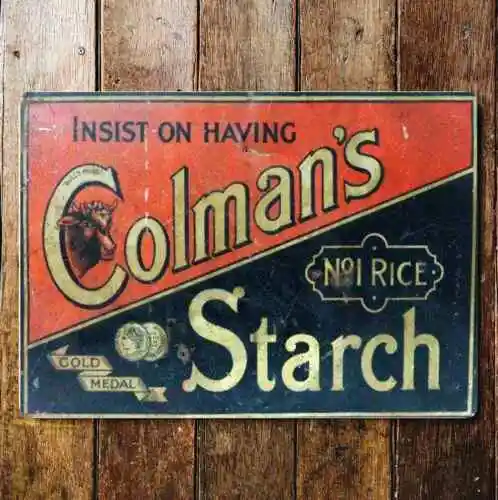 INSIST ON HAVING
Colman's
No1 RICE
Starch
GOLD
MEDAL